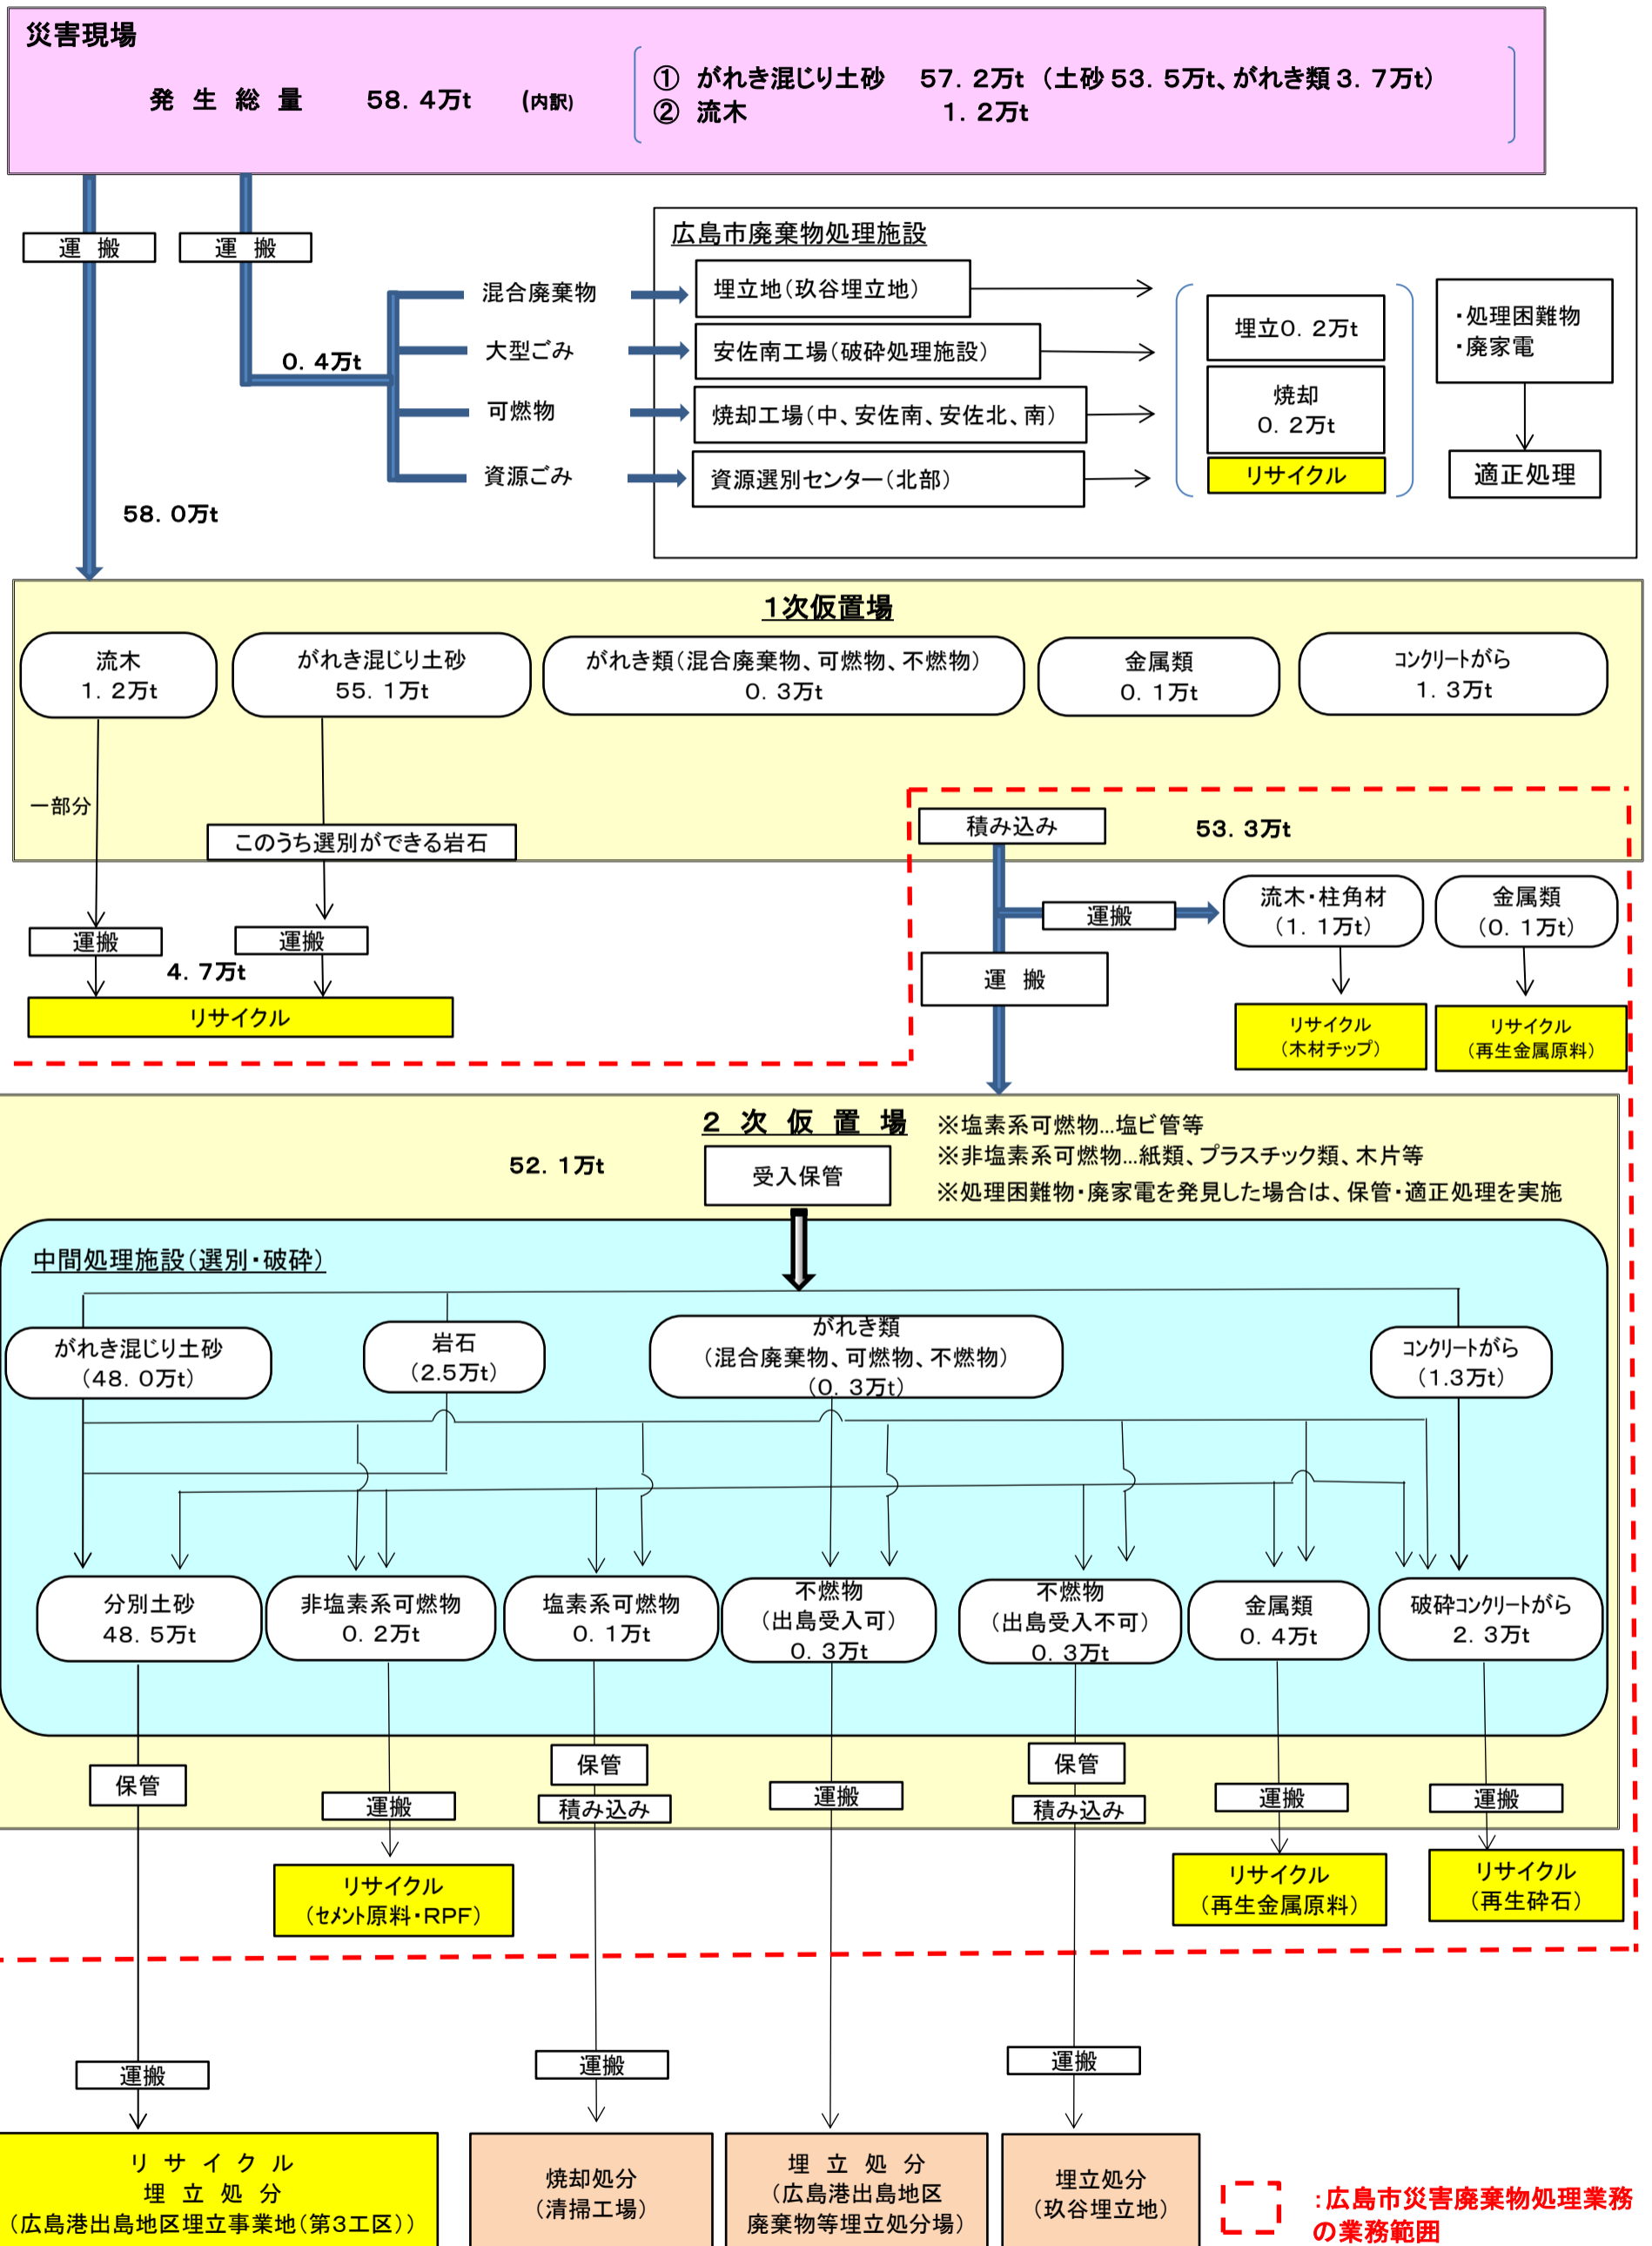 災害現場
発 生 総 量 58. 4万t (内訳)
① がれき混じり土砂 57. 2万t (土砂 53. 5万t、がれき類 3. 7万t)
② 流木 1. 2万t
運 搬
運 搬
0. 4万t
58. 0万t
混合廃棄物
大型ごみ
可燃物
資源ごみ
広島市廃棄物処理施設
埋立地(玖谷埋立地)
安佐南工場(破砕処理施設)
焼却工場(中、安佐南、安佐北、南)
資源選別センター(北部)
埋立0. 2万t
焼却
0. 2万t
リサイクル
・処理困難物
・廃家電
適正処理
1次仮置場
流木
1. 2万t
がれき混じり土砂
55. 1万t
がれき類(混合廃棄物、可燃物、不燃物)
0. 3万t
金属類
0. 1万t
コンクリートがら
1. 3万t
一部分
このうち選別ができる岩石
積み込み
53. 3万t
運搬
運搬
4. 7万t
リサイクル
運搬
運 搬
流木・柱角材
(1. 1万t)
金属類
(0. 1万t)
リサイクル
(木材チップ)
リサイクル
(再生金属原料)
2 次 仮 置 場
52. 1万t
受入保管
※塩素系可燃物…塩ビ管等
※非塩素系可燃物…紙類、プラスチック類、木片等
※処理困難物・廃家電を発見した場合は、保管・適正処理を実施
中間処理施設(選別・破砕)
がれき混じり土砂
(48. 0万t)
岩石
(2.5万t)
がれき類
(混合廃棄物、可燃物、不燃物)
(0. 3万t)
コンクリートがら
(1.3万t)
分別土砂
48. 5万t
非塩素系可燃物
0. 2万t
塩素系可燃物
0. 1万t
不燃物
(出島受入可)
0. 3万t
不燃物
(出島受入不可)
0. 3万t
金属類
0. 4万t
破砕コンクリートがら
2. 3万t
保管
運搬
保管
積み込み
運搬
保管
積み込み
運搬
運搬
リサイクル
(セメント原料・RPF)
リサイクル
(再生金属原料)
リサイクル
(再生砕石)
運搬
運搬
運搬
リ サ イ ク ル
埋 立 処 分
(広島港出島地区埋立事業地(第3工区))
焼却処分
(清掃工場)
埋 立 処 分
(広島港出島地区
廃棄物等埋立処分場)
埋立処分
(玖谷埋立地)
:広島市災害廃棄物処理業務
の業務範囲